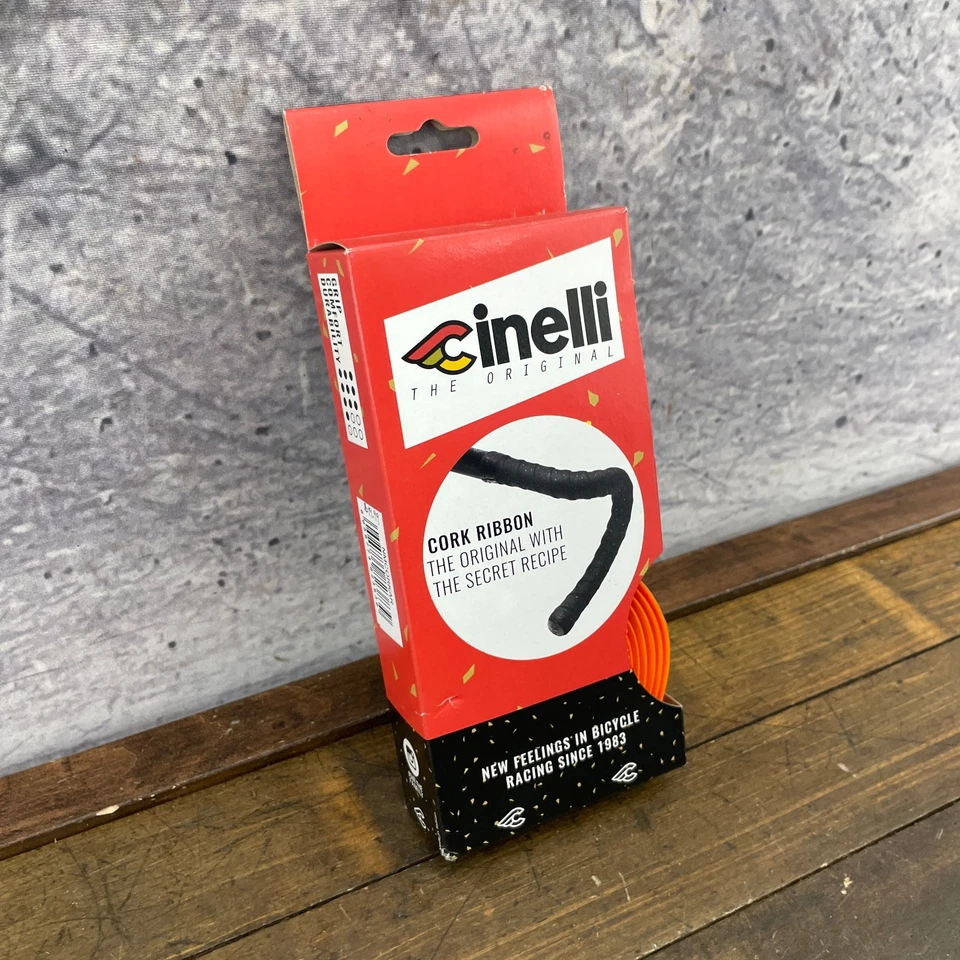 cinelli
THE ORIGINAL
CORK RIBBON
THE ORIGINAL WITH
THE SECRET RECIPE
NEW FEELINGS IN BICYCLE
RACING SINCE 1983
GRIP
COMFORT
DURABILITY